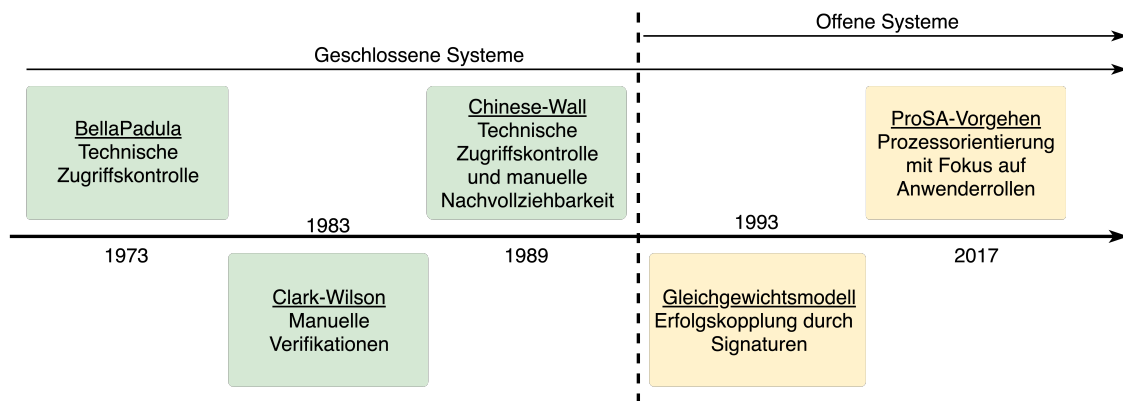 Offene Systeme
Geschlossene Systeme
BellaPadula
Technische
Zugriffskontrolle
Chinese-Wall
Technische
Zugriffskontrolle
und manuelle
Nachvollziehbarkeit
ProSA-Vorgehen
Prozessorientierung
mit Fokus auf
Anwenderrollen
1983
1993
1973
1989
2017
Clark-Wilson
Manuelle
Verifikationen
Gleichgewichtsmodell
Erfolgskopplung durch
Signaturen